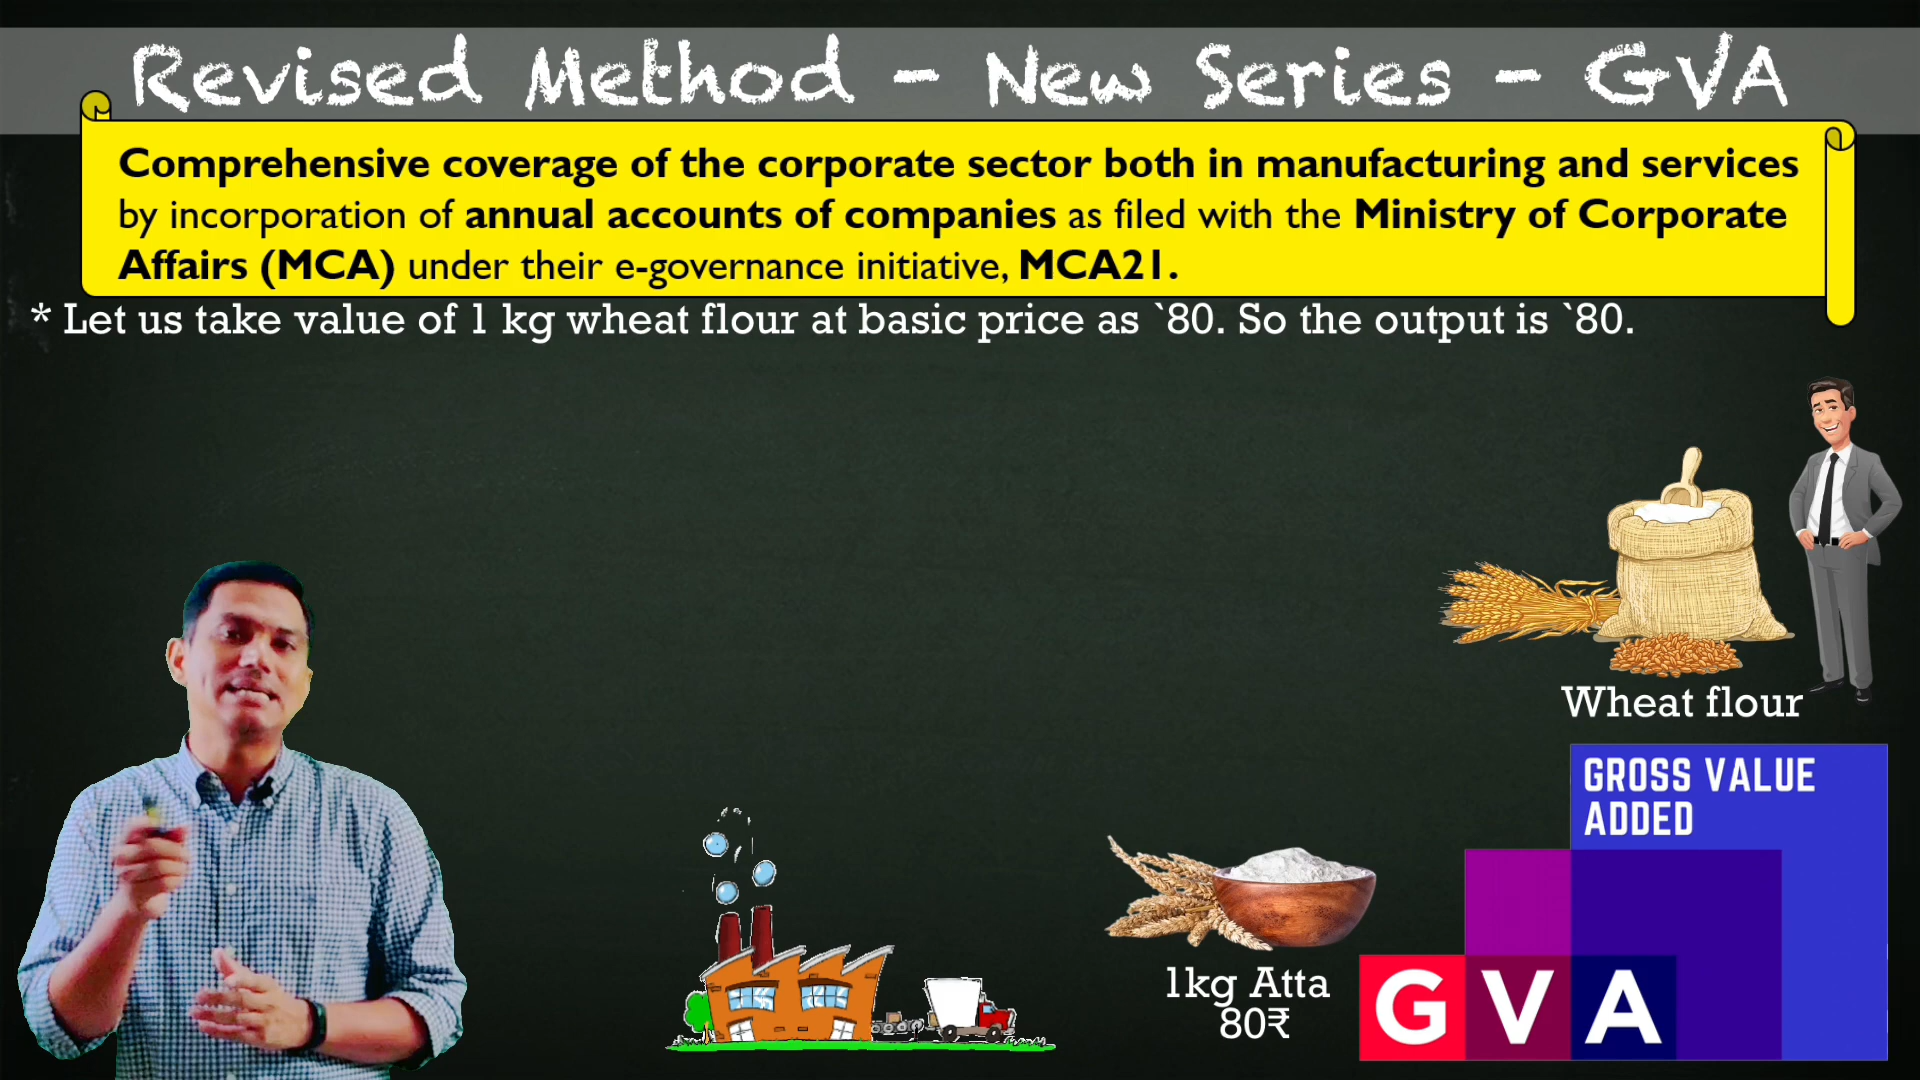 Revised Method - New Series - GVA
Comprehensive coverage of the corporate sector both in manufacturing and services
by incorporation of annual accounts of companies as filed with the Ministry of Corporate
Affairs (MCA) under their e-governance initiative, MCA21.
* Let us take value of 1 kg wheat flour at basic price as `80. So the output is `80.
Wheat flour
GROSS VALUE
ADDED
1kg Atta
80₹
GVA